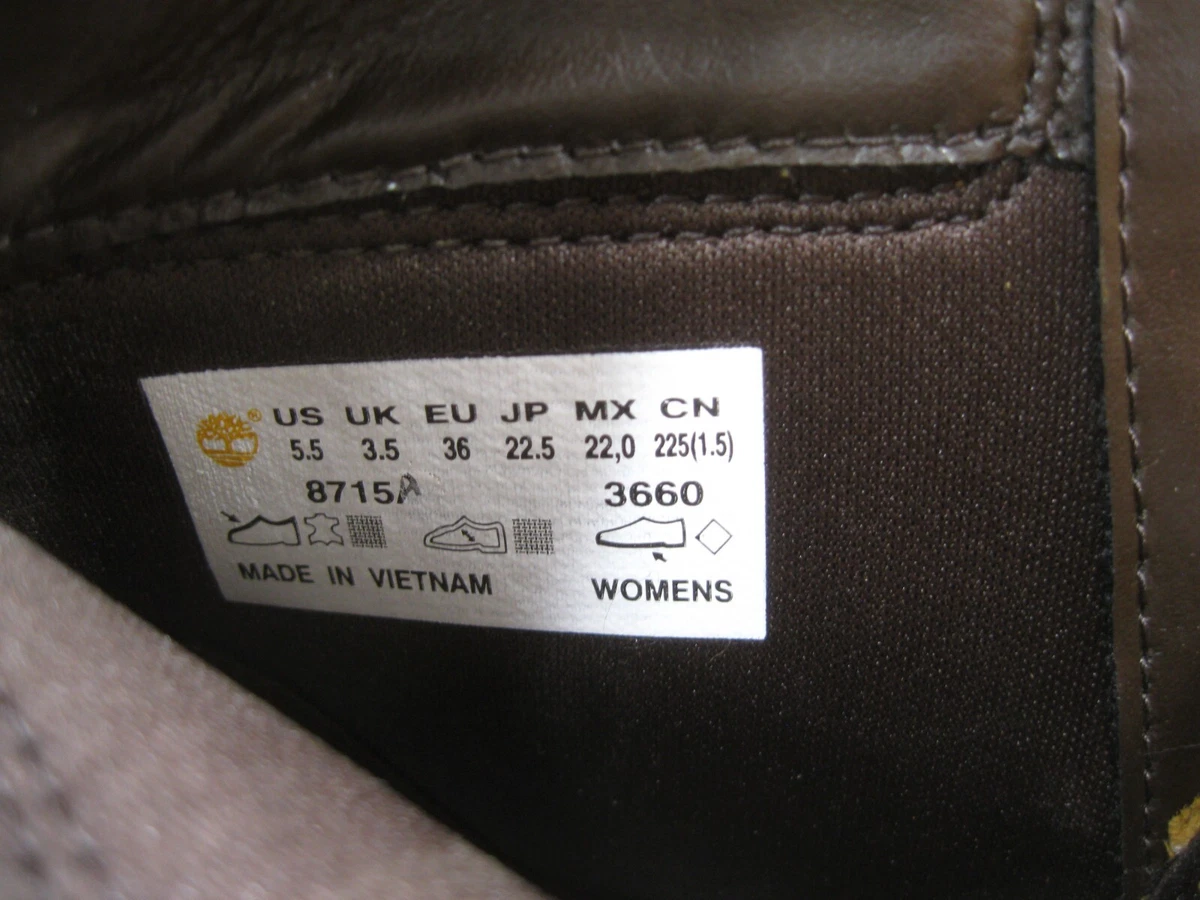 ® US UK EU JP MX CN
5.5 3.5 36 22.5 22,0 225(1.5)
8715A 3660
MADE IN VIETNAM WOMENS